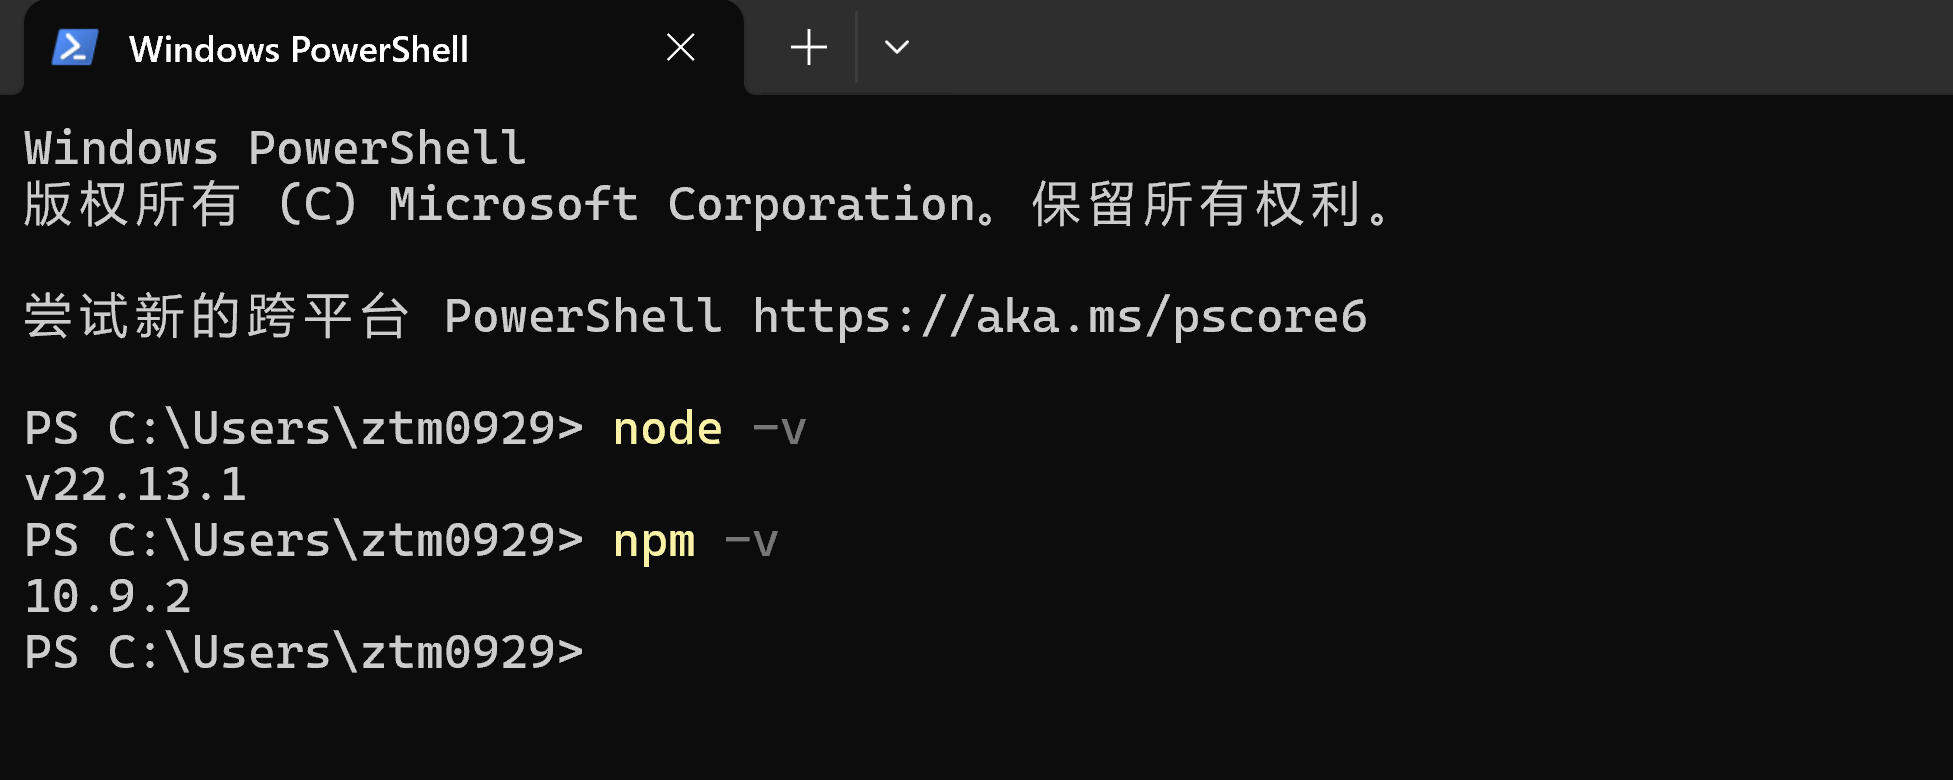 Windows PowerShell
Windows PowerShell
版权所有 (C) Microsoft Corporation。保留所有权利。
尝试新的跨平台 PowerShell https://aka.ms/pscore6
PS C:\Users\ztm0929> node -v
v22.13.1
PS C:\Users\ztm0929> npm -v
10.9.2
PS C:\Users\ztm0929>